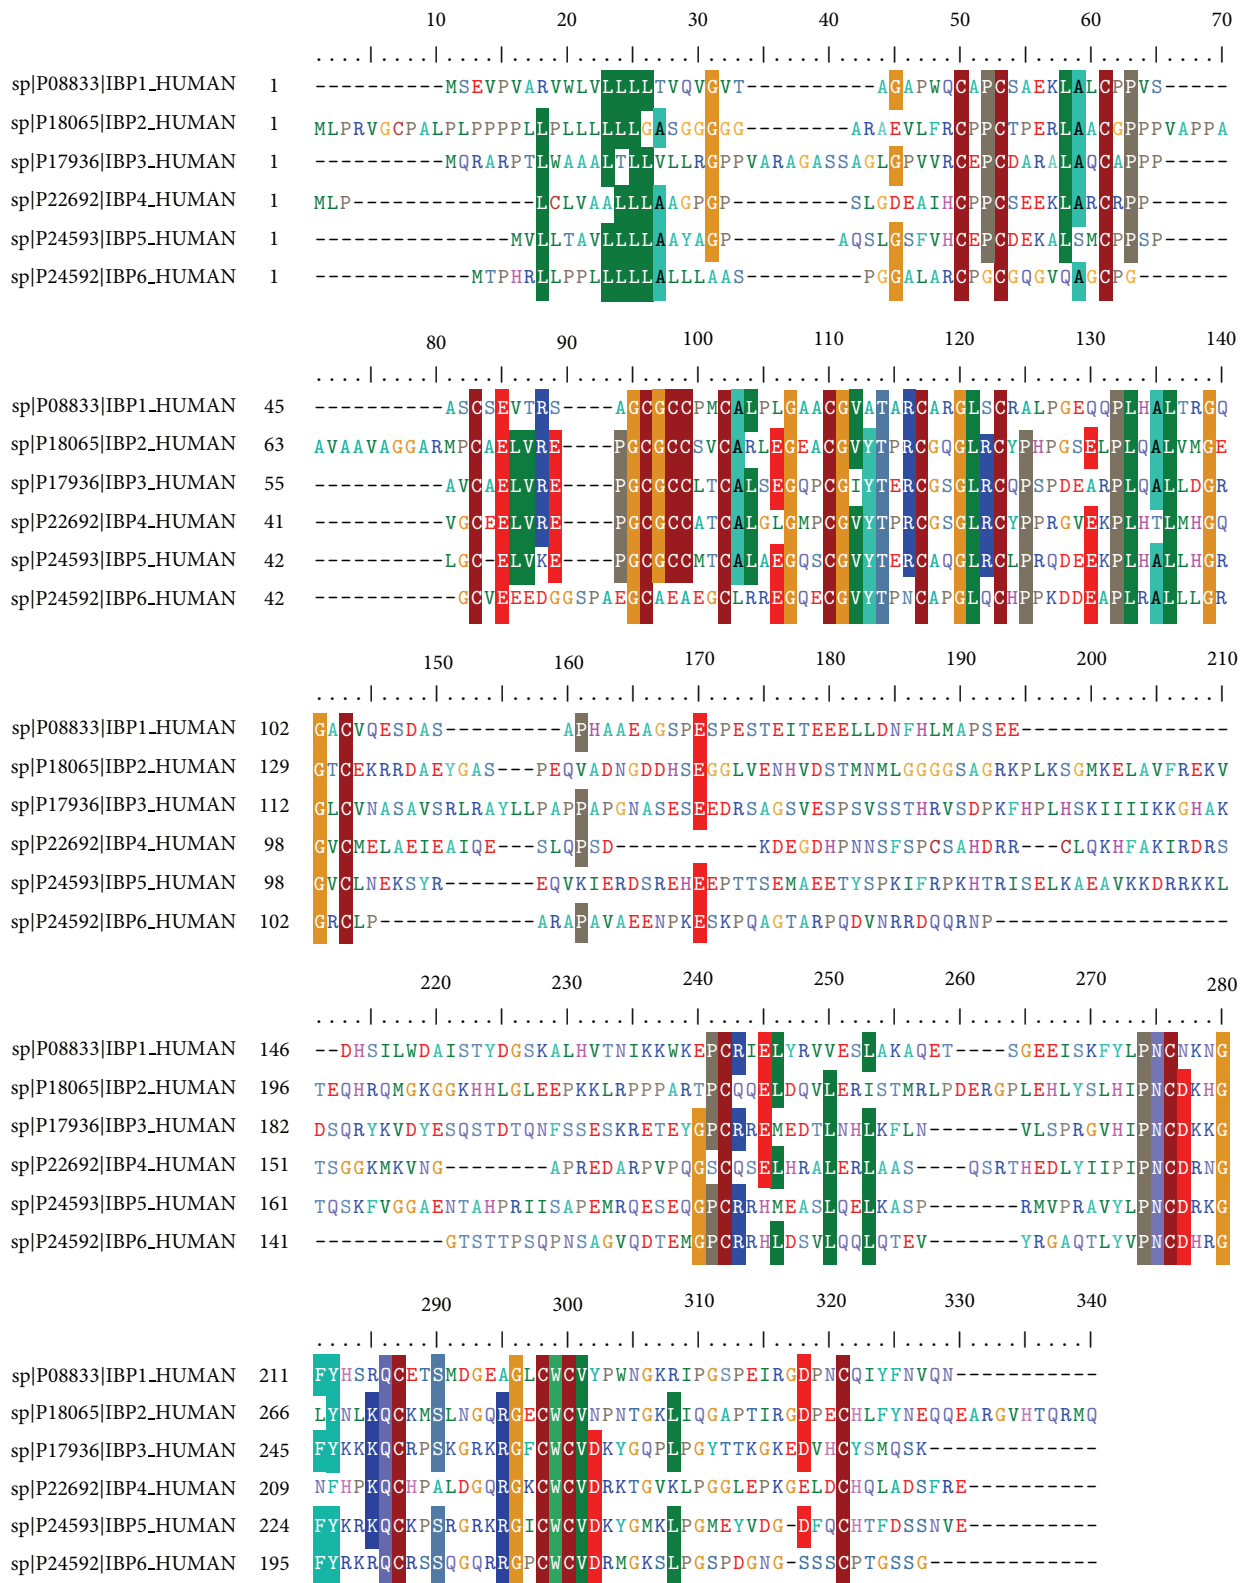 10 20 30 40 50 60 70
sp|P08833|IBP1_HUMAN 1 ----------MSEVPVARVWLVLLLLTVQVGVT----------AGAPWQCAPCSAEKLALCPPVS-----
sp|P18065|IBP2_HUMAN 1 MLPRVGCPALPLPPPPLLPLLLLLLGASGGGGG--------ARAEVLFRCPPCTPERLAACGPPPVAPPA
sp|P17936|IBP3_HUMAN 1 ----------MQRARPTLWAAALTLLVLLRGPPVARAGASSAGLGPVVRCEPCDARALAQCAPPP-----
sp|P22692|IBP4_HUMAN 1 MLP--------------LCLVAALLLAAGPGP---------SLGDEAIHCPPCSEEKLARCRPP------
sp|P24593|IBP5_HUMAN 1 ---------------MVLLTAVLLLLAAYAGP--------AQSLGSFVHCEPCDEKALSMCPPSP-----
sp|P24592|IBP6_HUMAN 1 ------------MTPHRLLPPLLLLLALLLAAS---------PGGALARCPGCGQGVQAGCPG-------
80 90 100 110 120 130 140
sp|P08833|IBP1_HUMAN 45 ----------ASCSEVTRS----AGCGCCPMCALPLGAACGVATARCARGLSCRALPGEQQPLHALTRGQ
sp|P18065|IBP2_HUMAN 63 AVAAVAGGARMPCAELVRE----PGCGCCSVCARLEGEACGVYTPRCGQGLRCYPHPGSELPLQALVMGE
sp|P17936|IBP3_HUMAN 55 ----------AVCAELVRE----PGCGCCLTCALSEGQPCGIYTERCGSGLRCQPSPDEARPLQALLDGR
sp|P22692|IBP4_HUMAN 41 ----------VGCEELVRE----PGCGCCATCALGLGMPCGVYTPRCGSGLRCYPPRGVEKPLHTLMHGQ
sp|P24593|IBP5_HUMAN 42 ----------LGC-ELVKE----PGCGCCMTCALAEGQSCGVYTERCAQGLRCLPRQDEEKPLHALLHGR
sp|P24592|IBP6_HUMAN 42 -----------GCVEEEDGGSPAEGCAEAEGCLRREGQECGVYTPNCAPGLQCHPPKDDEAPLRALLLGR
150 160 170 180 190 200 210
sp|P08833|IBP1_HUMAN 102 GACVQESDAS---------APHAAEAGSPESPESTEITEEELLDNFHLMAPSEE----------------
sp|P18065|IBP2_HUMAN 129 GTCEKRRDAEYGAS---PEQVADNGDDHSEGGLVENHVDSTMNMLGGGGSAGRKPLKSGMKELAVFREKV
sp|P17936|IBP3_HUMAN 112 GLCVNASAVSRLRAYLLPAPPAPGNASESEEDRSAGSVESPSVSSTHRVSDPKFHPLHSKIIIIKKGHAK
sp|P22692|IBP4_HUMAN 98 GVCMELAEIEAIQE---SLQPSD-----------KDEGDHPNNSFSPCSAHDRR---CLQKHFAKIRDRS
sp|P24593|IBP5_HUMAN 98 GVCLNEKSYR-------EQVKIERDSREHEEPTTSEMAEETYSPKIFRPKHTRISELKAEAVKKDRRKKL
sp|P24592|IBP6_HUMAN 102 GRCLP------------ARAPAVAEENPKESKPQAGTARPQDVNRRDQQRNP------------------
220 230 240 250 260 270 280
sp|P08833|IBP1_HUMAN 146 --DHSILWDAISTYDGSKALHVTNIKKWKEPCRIELYRVVESLAKAQET----SGEEISKFYLPNCNKNG
sp|P18065|IBP2_HUMAN 196 TEQHRQMGKGGKHHLGLEEPKKLRPPPARTPCQQELDQVLERISTMRLPDERGPLEHLYSLHIPNCDKHG
sp|P17936|IBP3_HUMAN 182 DSQRYKVDYESQSTDTQNFSSESKRETEYGPCRREMEDTLNHLKFLN-------VLSPRGVHIPNCDKKG
sp|P22692|IBP4_HUMAN 151 TSGGKMKVNG--------APREDARPVPQGSCQSELHRALERLAAS----QSRTHEDLYIIPIPNCDRNG
sp|P24593|IBP5_HUMAN 161 TQSKFVGGAENTAHPRIISAPEMRQESEQGPCRRHMEASLQELKASP-------RMVPRAVYLPNCDRKG
sp|P24592|IBP6_HUMAN 141 ----------GTSTTPSQPNSAGVQDTEMGPCRRHLDSVLQQLQTEV-------YRGAQTLYVPNCDHRG
290 300 310 320 330 340
sp|P08833|IBP1_HUMAN 211 FYHSRQCETSMDGEAGLCWCVYPWNGKRIPGSPEIRGDPNCQIYFNVQN-----------
sp|P18065|IBP2_HUMAN 266 LYNLKQCKMSLNGQRGECWCVNPNTGKLIQGAPTIRGDPECHLFYNEQQEARGVHTQRMQ
sp|P17936|IBP3_HUMAN 245 FYKKKQCRPSKGRKRGFCWCVDKYGQPLPGYTTKGKEDVHCYSMQSK-------------
sp|P22692|IBP4_HUMAN 209 NFHPKQCHPALDGQRGKCWCVDRKTGVKLPGGLEPKGELDCHQLADSFRE----------
sp|P24593|IBP5_HUMAN 224 FYKRKQCKPSRGRKRGICWCVDKYGMKLPGMEYVDG-DFQCHTFDSSNVE----------
sp|P24592|IBP6_HUMAN 195 FYRKRQCRSSQGQRRGPCWCVDRMGKSLPGSPDGNG-SSSCPTGSSG-------------